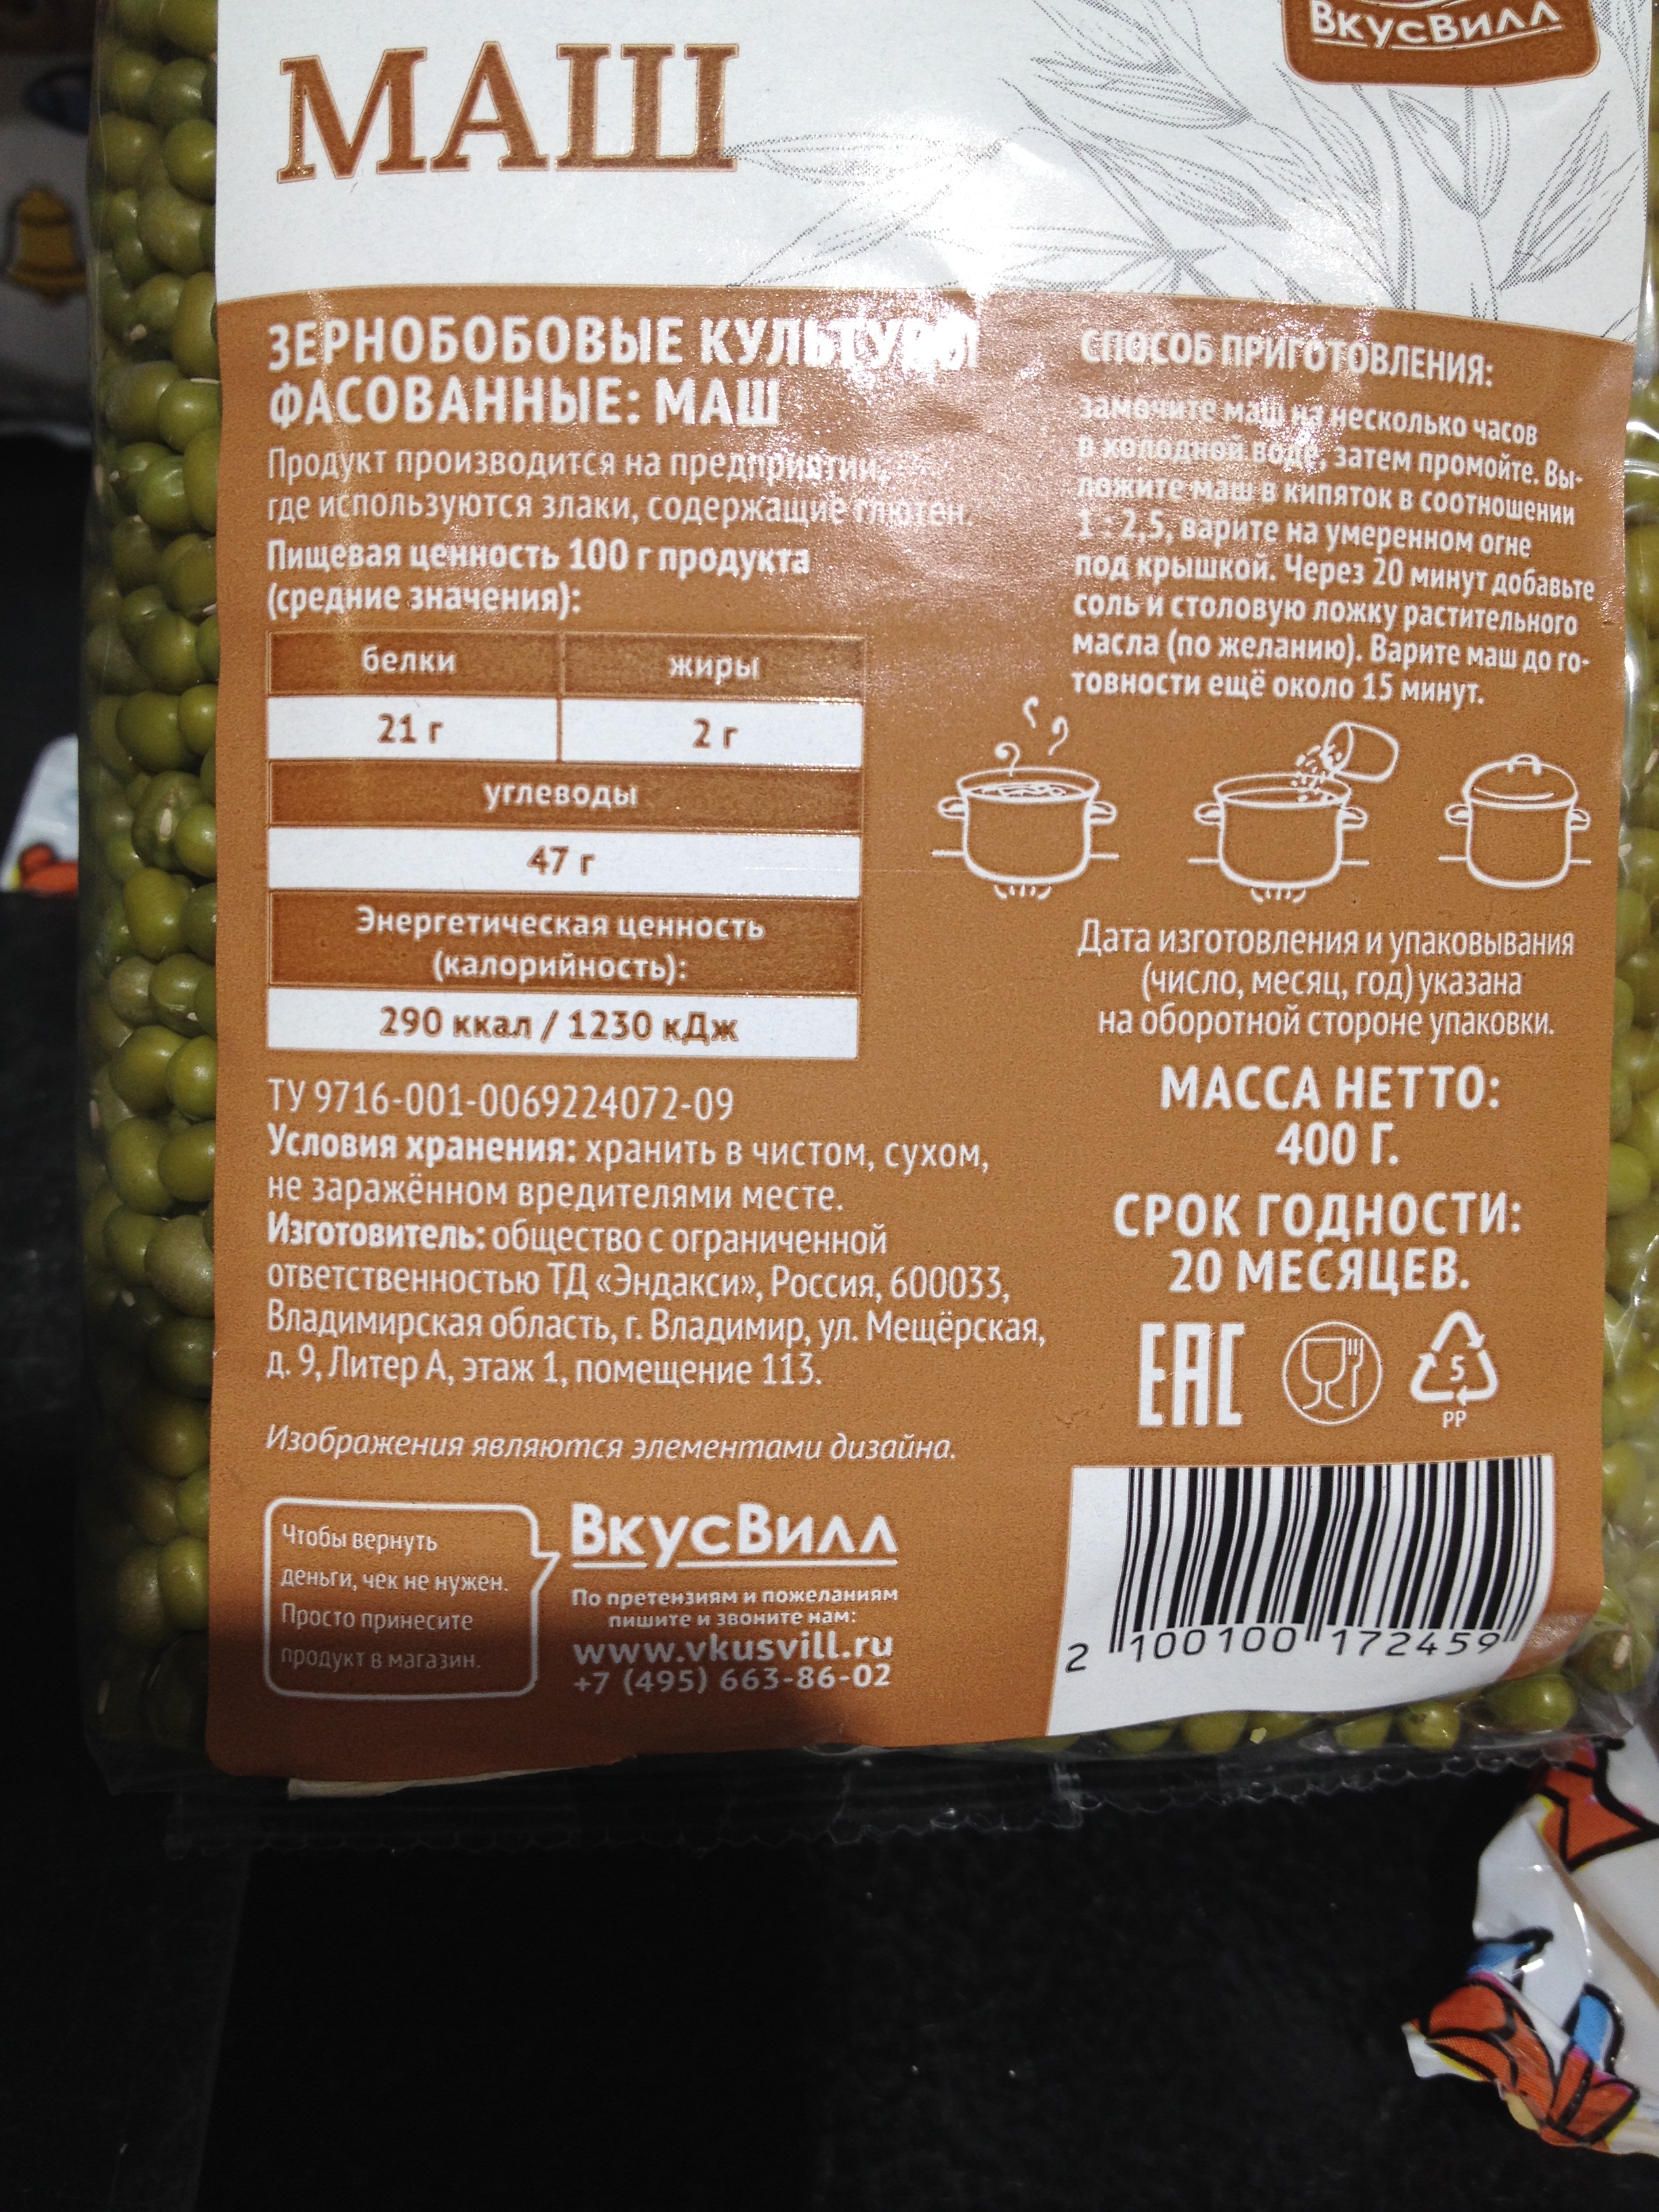 ВкусВилл
МАШ
ЗЕРНОБОБОВЫЕ КУЛЬТУРЫ
ФАСОВАННЫЕ: МАШ
Продукт производится на предприятии,
где используются злаки, содержащие глютен.
Пищевая ценность 100 г продукта
(средние значения):
белки жиры
21 г 2 г
углеводы
47 г
Энергетическая ценность
(калорийность):
290 ккал / 1230 кДж
ТУ 9716-001-0069224072-09
Условия хранения: хранить в чистом, сухом,
не заражённом вредителями месте.
Изготовитель: общество с ограниченной
ответственностью ТД «Эндакси», Россия, 600033,
Владимирская область, г. Владимир, ул. Мещёрская,
д. 9, Литер А, этаж 1, помещение 113.
Изображения являются элементами дизайна.
Чтобы вернуть
деньги, чек не нужен.
Просто принесите
продукт в магазин.
ВкусВилл
По претензиям и пожеланиям
пишите и звоните нам:
www.vkusvill.ru
+7 (495) 663-86-02
СПОСОБ ПРИГОТОВЛЕНИЯ:
замочите маш на несколько часов
в холодной воде, затем промойте. Вы-
ложите маш в кипяток в соотношении
1 : 2,5, варите на умеренном огне
под крышкой. Через 20 минут добавьте
соль и столовую ложку растительного
масла (по желанию). Варите маш до го-
товности ещё около 15 минут.
Дата изготовления и упаковывания
(число, месяц, год) указана
на оборотной стороне упаковки.
МАССА НЕТТО:
400 Г.
СРОК ГОДНОСТИ:
20 МЕСЯЦЕВ.
EAC
5
PP
2 100100 172459